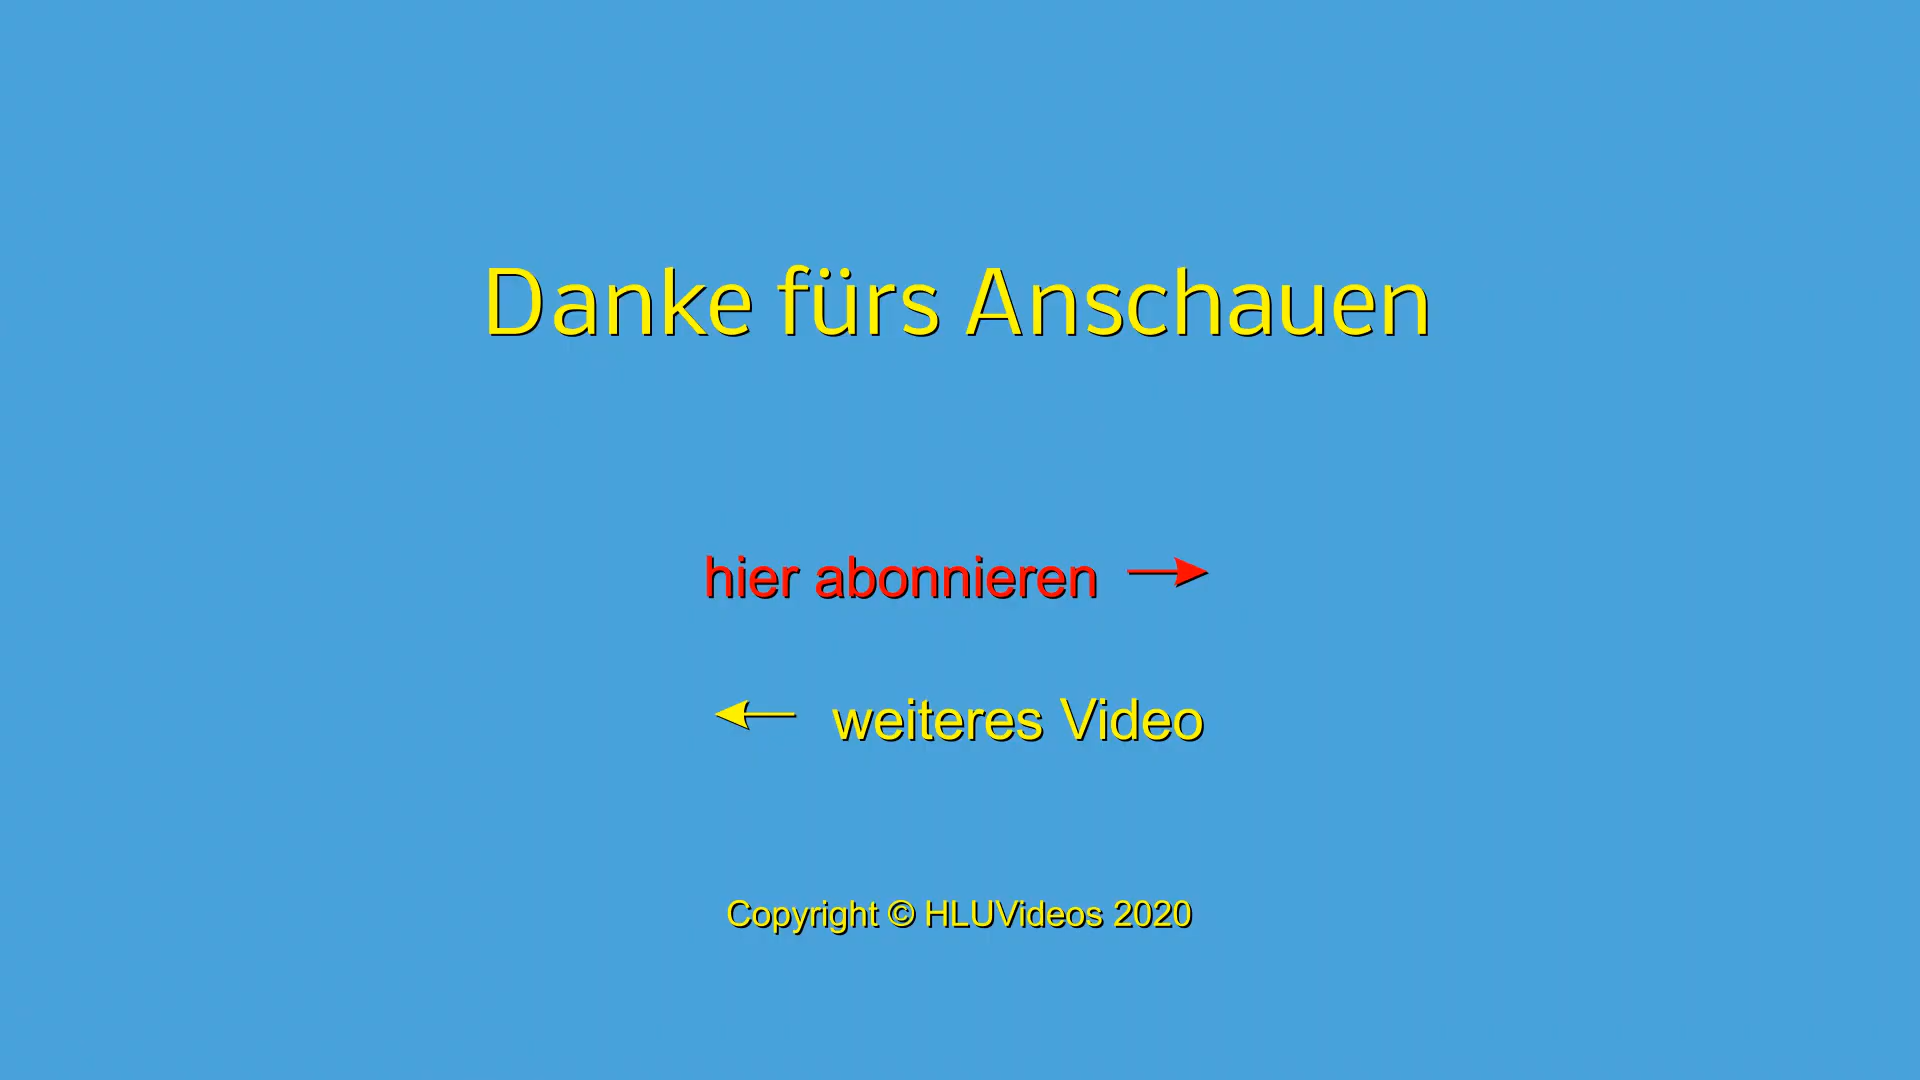 Danke fürs Anschauen
hier abonnieren →
← weiteres Video
Copyright © HLUVideos 2020